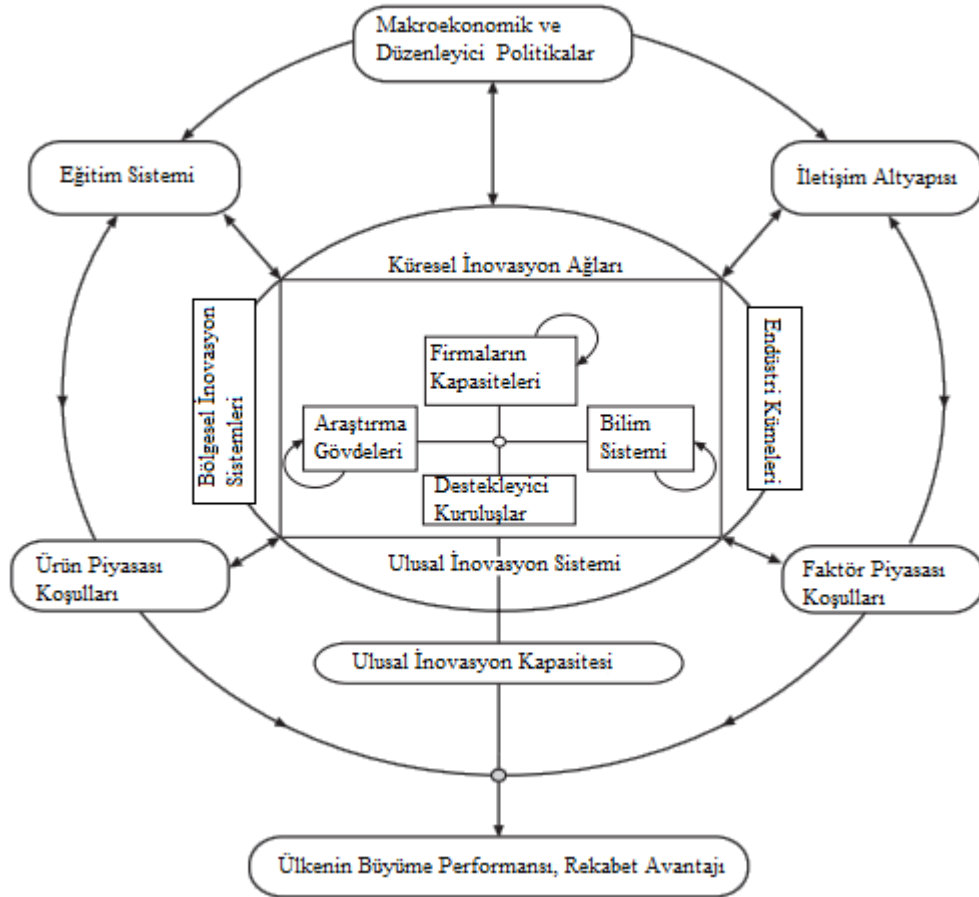 Makroekonomik ve
Düzenleyici Politikalar
Eğitim Sistemi
İletişim Altyapısı
Küresel İnovasyon Ağları
Bölgesel İnovasyon
Sistemleri
Endüstri Kümeleri
Firmaların
Kapasiteleri
Araştırma
Gövdeleri
Bilim
Sistemi
Destekleyici
Kuruluşlar
Ulusal İnovasyon Sistemi
Ürün Piyasası
Koşulları
Faktör Piyasası
Koşulları
Ulusal İnovasyon Kapasitesi
Ülkenin Büyüme Performansı, Rekabet Avantajı